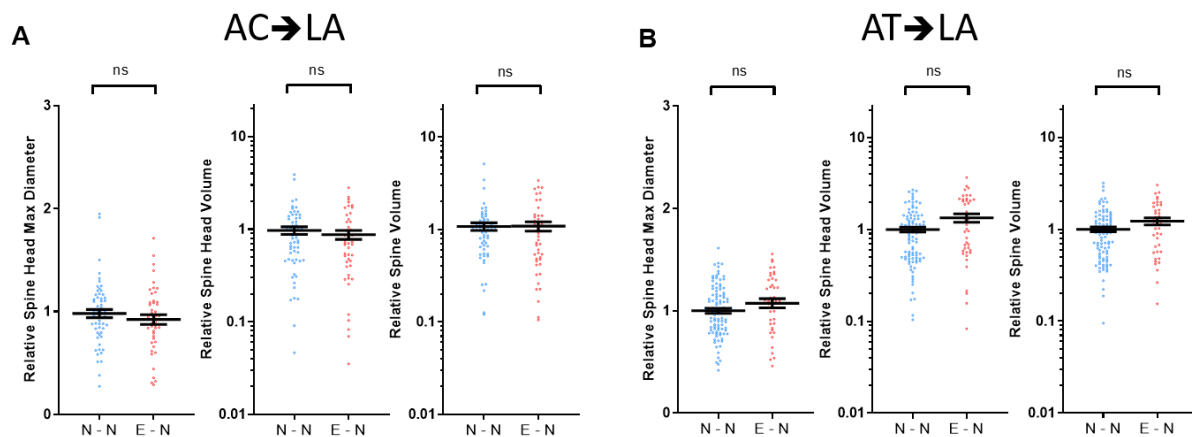 A
AC➔LA
ns
ns
ns
Relative Spine Head Max Diameter
3
2
1
0
N - N
E - N
Relative Spine Head Volume
10
1
0.1
0.01
N - N
E - N
Relative Spine Volume
10
1
0.1
0.01
N - N
E - N
B
AT➔LA
ns
ns
ns
Relative Spine Head Max Diameter
3
2
1
0
N - N
E - N
Relative Spine Head Volume
10
1
0.1
0.01
N - N
E - N
Relative Spine Volume
10
1
0.1
0.01
N - N
E - N